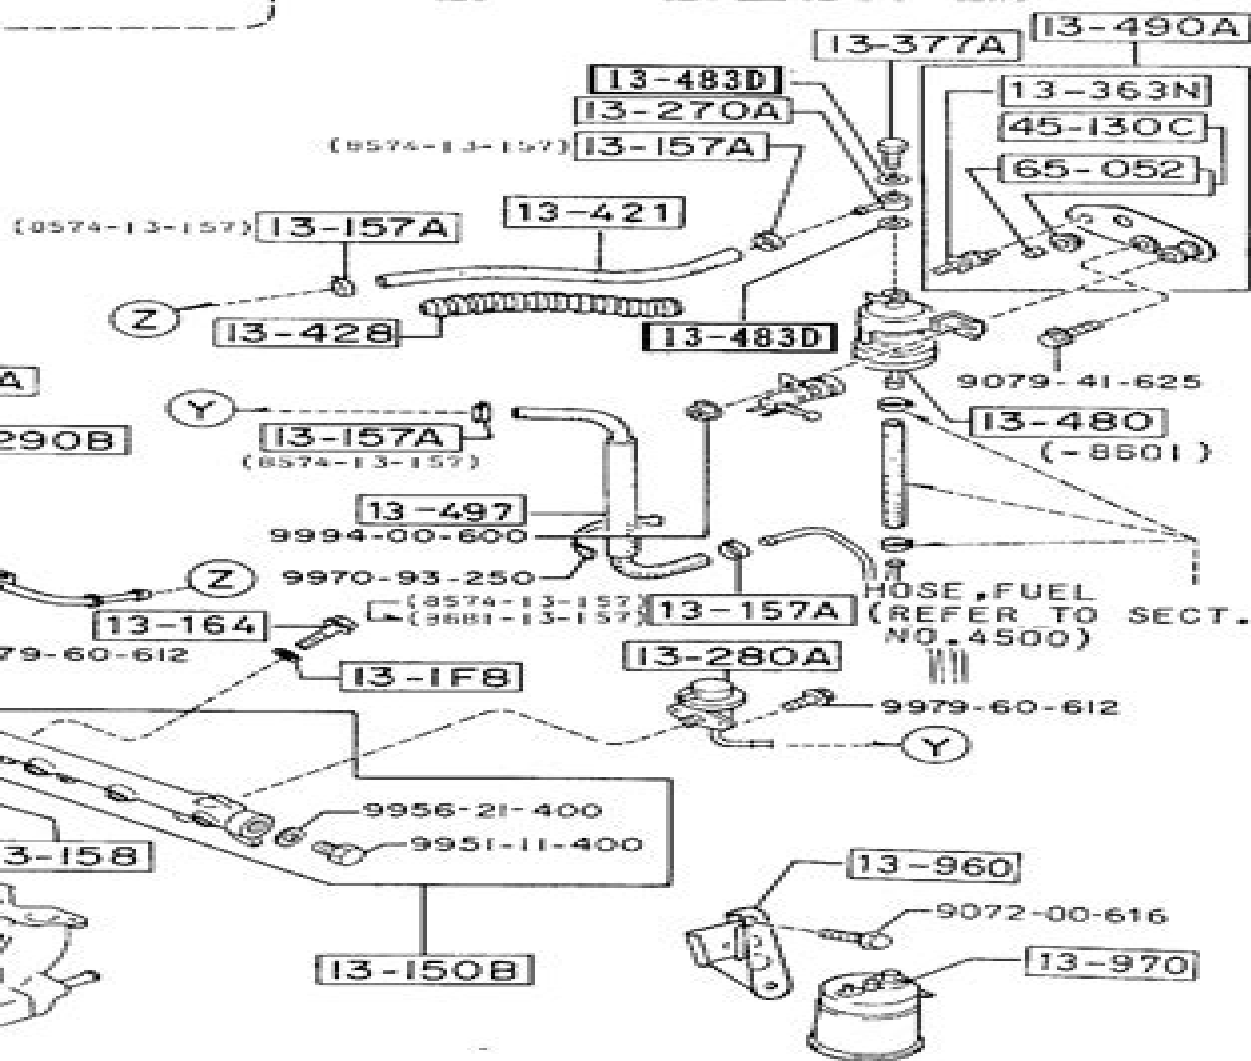 13-490A
13-377A
13-483D
13-363N
13-270A
45-130C
(8574-13-157) 13-157A
65-052
13-421
(8574-13-157) 13-157A
Z
13-428
13-483D
A
9079-41-625
Y
13-480
290B
13-157A
(8574-13-157)
(-8601)
13-497
9994-00-600
Z
9970-93-250
HOSE, FUEL
(8574-13-157)
13-157A
(REFER TO SECT.
13-164
NO. 4500)
79-60-612
13-280A
13-1F8
9979-60-612
Y
9956-21-400
9951-11-400
3-158
13-960
9072-00-616
13-150B
13-970